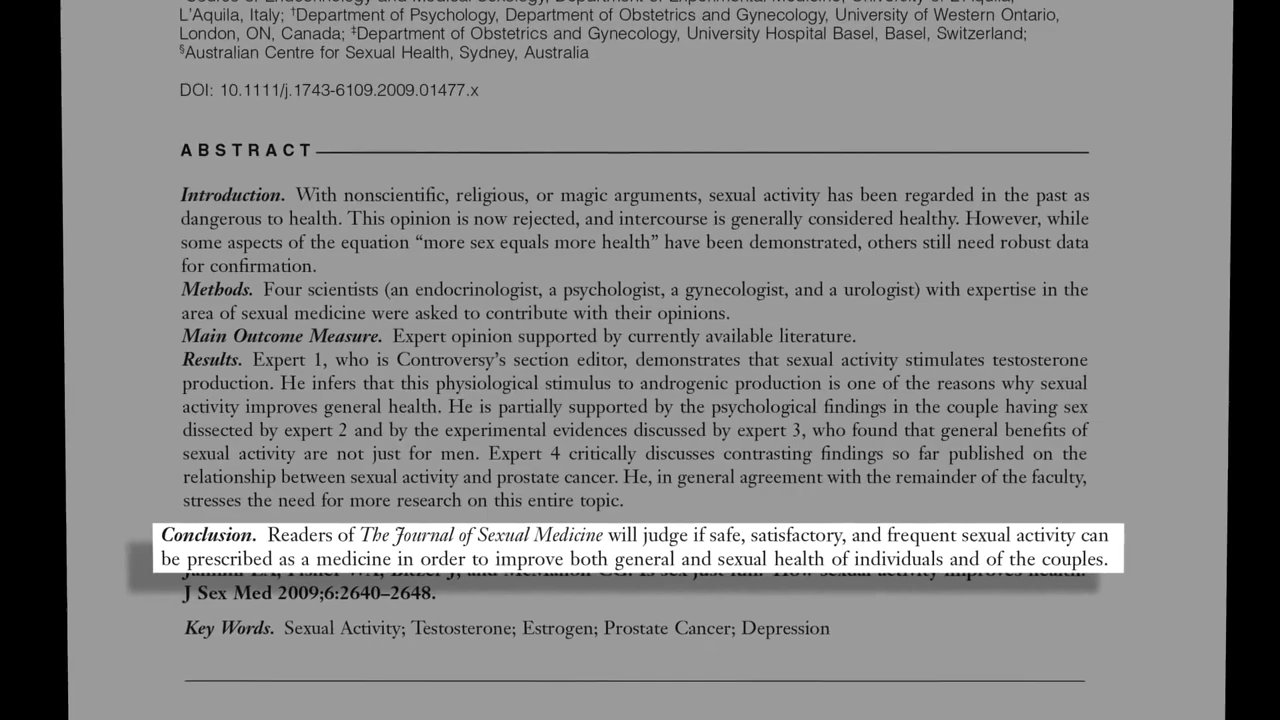 L'Aquila, Italy; †Department of Psychology, Department of Obstetrics and Gynecology, University of Western Ontario,
London, ON, Canada; ‡Department of Obstetrics and Gynecology, University Hospital Basel, Basel, Switzerland;
§Australian Centre for Sexual Health, Sydney, Australia
DOI: 10.1111/j.1743-6109.2009.01477.x
ABSTRACT
Introduction. With nonscientific, religious, or magic arguments, sexual activity has been regarded in the past as
dangerous to health. This opinion is now rejected, and intercourse is generally considered healthy. However, while
some aspects of the equation “more sex equals more health” have been demonstrated, others still need robust data
for confirmation.
Methods. Four scientists (an endocrinologist, a psychologist, a gynecologist, and a urologist) with expertise in the
area of sexual medicine were asked to contribute with their opinions.
Main Outcome Measure. Expert opinion supported by currently available literature.
Results. Expert 1, who is Controversy's section editor, demonstrates that sexual activity stimulates testosterone
production. He infers that this physiological stimulus to androgenic production is one of the reasons why sexual
activity improves general health. He is partially supported by the psychological findings in the couple having sex
dissected by expert 2 and by the experimental evidences discussed by expert 3, who found that general benefits of
sexual activity are not just for men. Expert 4 critically discusses contrasting findings so far published on the
relationship between sexual activity and prostate cancer. He, in general agreement with the remainder of the faculty,
stresses the need for more research on this entire topic.
Conclusion. Readers of The Journal of Sexual Medicine will judge if safe, satisfactory, and frequent sexual activity can
be prescribed as a medicine in order to improve both general and sexual health of individuals and of the couples.
J Sex Med 2009;6:2640–2648.
Key Words. Sexual Activity; Testosterone; Estrogen; Prostate Cancer; Depression